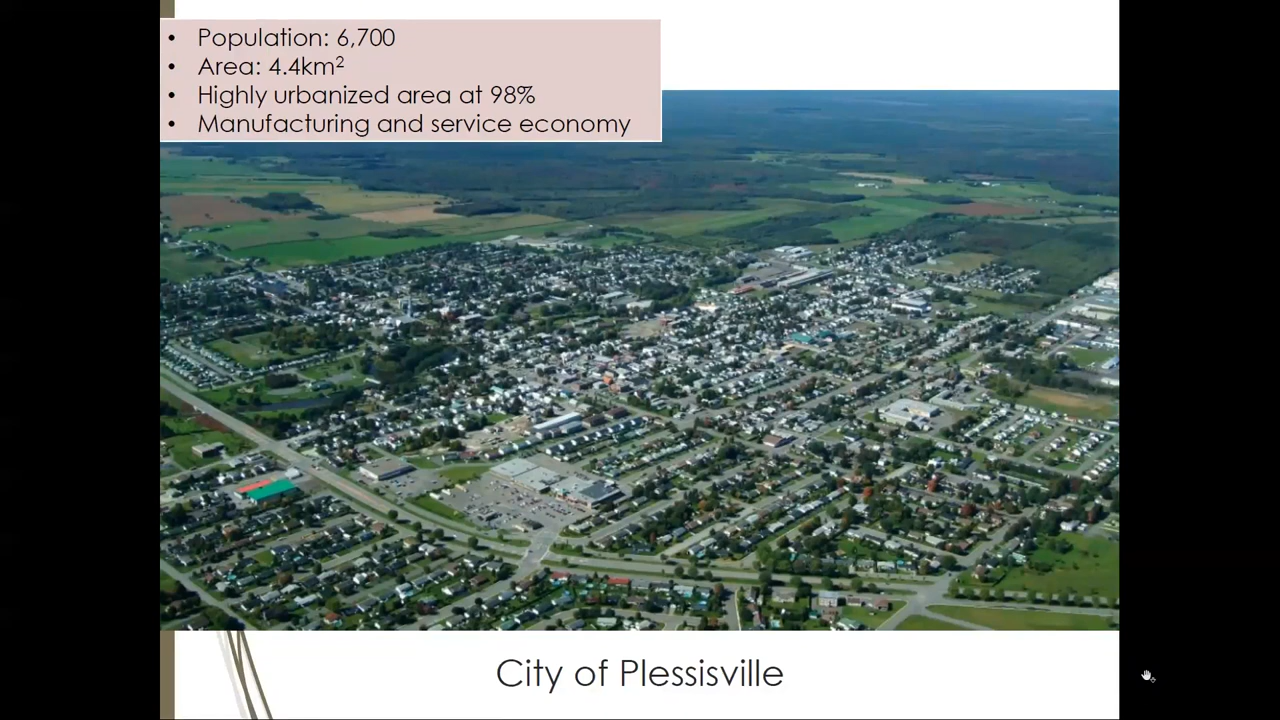 • Population: 6,700
• Area: 4.4km²
• Highly urbanized area at 98%
• Manufacturing and service economy
City of Plessisville